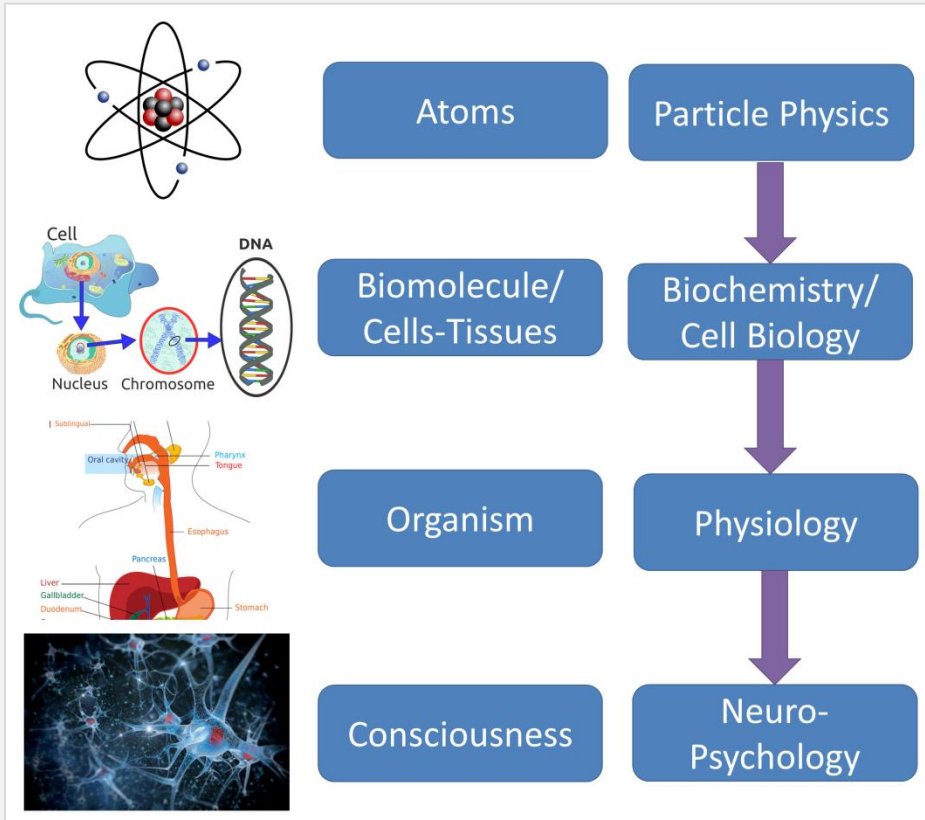 Atoms
Particle Physics
Cell
DNA
Nucleus
Chromosome
Biomolecule/
Cells-Tissues
Biochemistry/
Cell Biology
Sublingual
Oral cavity
Pharynx
Tongue
Esophagus
Pancreas
Liver
Gallbladder
Duodenum
Stomach
Organism
Physiology
Consciousness
Neuro-
Psychology